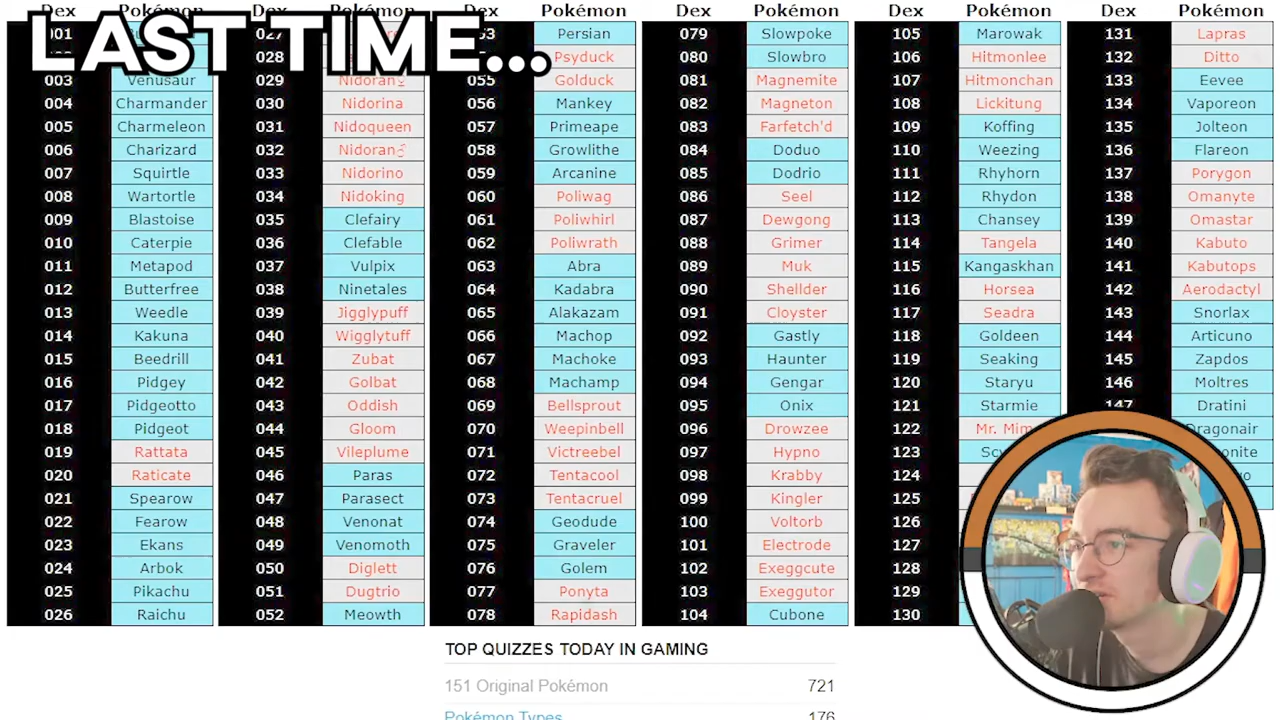 Dex Pokémon Dex Pokémon Dex Pokémon Dex Pokémon Dex Pokémon
LAST TIME...
001 027 Persian 079 Slowpoke 105 Marowak 131 Lapras
028 Psyduck 080 Slowbro 106 Hitmonlee 132 Ditto
003 Venusaur 029 Nidoran♀ 055 Golduck 081 Magnemite 107 Hitmonchan 133 Eevee
004 Charmander 030 Nidorina 056 Mankey 082 Magneton 108 Lickitung 134 Vaporeon
005 Charmeleon 031 Nidoqueen 057 Primeape 083 Farfetch'd 109 Koffing 135 Jolteon
006 Charizard 032 Nidoran♂ 058 Growlithe 084 Doduo 110 Weezing 136 Flareon
007 Squirtle 033 Nidorino 059 Arcanine 085 Dodrio 111 Rhyhorn 137 Porygon
008 Wartortle 034 Nidoking 060 Poliwag 086 Seel 112 Rhydon 138 Omanyte
009 Blastoise 035 Clefairy 061 Poliwhirl 087 Dewgong 113 Chansey 139 Omastar
010 Caterpie 036 Clefable 062 Poliwrath 088 Grimer 114 Tangela 140 Kabuto
011 Metapod 037 Vulpix 063 Abra 089 Muk 115 Kangaskhan 141 Kabutops
012 Butterfree 038 Ninetales 064 Kadabra 090 Shellder 116 Horsea 142 Aerodactyl
013 Weedle 039 Jigglypuff 065 Alakazam 091 Cloyster 117 Seadra 143 Snorlax
014 Kakuna 040 Wigglytuff 066 Machop 092 Gastly 118 Goldeen 144 Articuno
015 Beedrill 041 Zubat 067 Machoke 093 Haunter 119 Seaking 145 Zapdos
016 Pidgey 042 Golbat 068 Machamp 094 Gengar 120 Staryu 146 Moltres
017 Pidgeotto 043 Oddish 069 Bellsprout 095 Onix 121 Starmie 147 Dratini
018 Pidgeot 044 Gloom 070 Weepinbell 096 Drowzee 122 Mr. Mim Dragonair
019 Rattata 045 Vileplume 071 Victreebel 097 Hypno 123 Scy
020 Raticate 046 Paras 072 Tentacool 098 Krabby 124
021 Spearow 047 Parasect 073 Tentacruel 099 Kingler 125
022 Fearow 048 Venonat 074 Geodude 100 Voltorb 126
023 Ekans 049 Venomoth 075 Graveler 101 Electrode 127
024 Arbok 050 Diglett 076 Golem 102 Exeggcute 128
025 Pikachu 051 Dugtrio 077 Ponyta 103 Exeggutor 129
026 Raichu 052 Meowth 078 Rapidash 104 Cubone 130
TOP QUIZZES TODAY IN GAMING
151 Original Pokémon 721
Pokémon Types 176